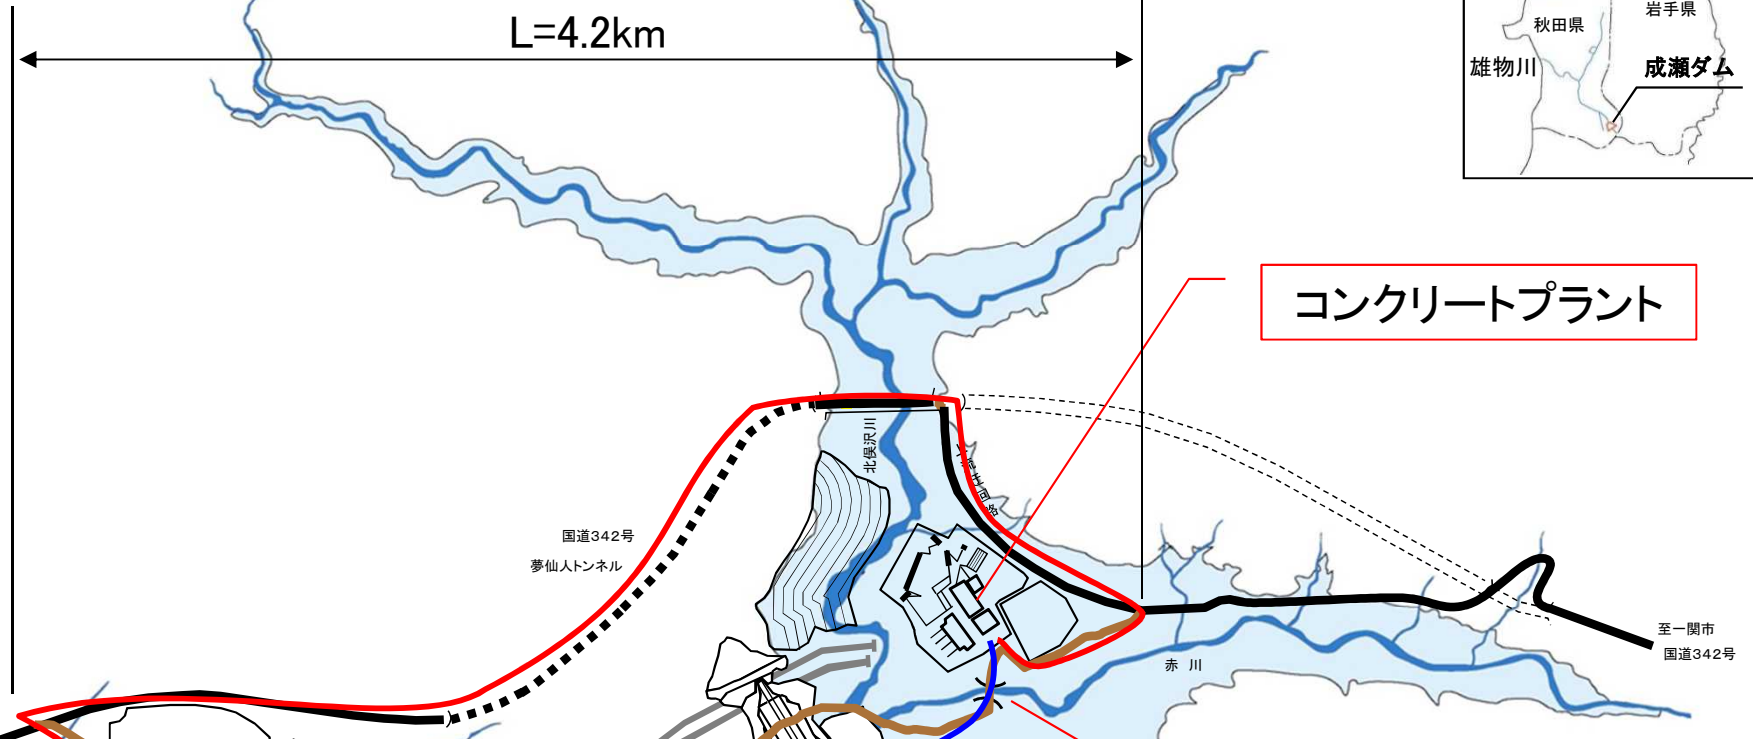 L=4.2km
岩手県
秋田県
雄物川
成瀬ダム
コンクリートプラント
北俣沢川
国道342号
夢仙人トンネル
赤 川
至一関市
国道342号